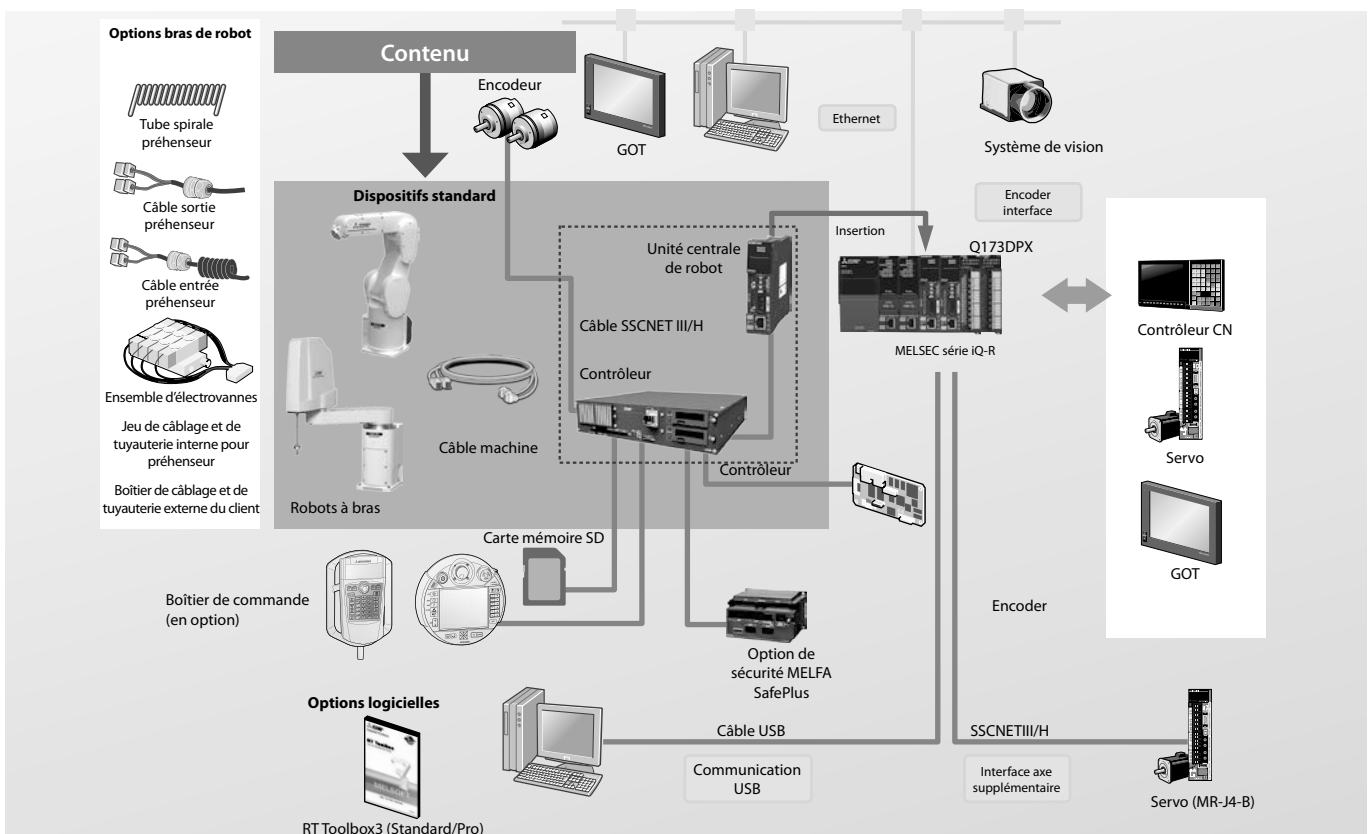 Options bras de robot
Tube spirale
préhenseur
Câble sortie
préhenseur
Câble entrée
préhenseur
Ensemble d'électrovannes
Jeu de câblage et de
tuyauterie interne pour
préhenseur
Boîtier de câblage et de
tuyauterie externe du client
Contenu
Encodeur
GOT
Ethernet
Système de vision
Encoder
interface
Dispositifs standard
Unité centrale
de robot
Insertion
Q173DPX
MELSEC série iQ-R
Câble SSCNET III/H
Contrôleur
Câble machine
Contrôleur
Robots à bras
Contrôleur CN
Servo
GOT
Carte mémoire SD
Boîtier de commande
(en option)
Option de
sécurité MELFA
SafePlus
Encoder
Options logicielles
RT ToolBox
MELSOFT
RT Toolbox3 (Standard/Pro)
Câble USB
Communication
USB
SSCNETIII/H
Interface axe
supplémentaire
Servo (MR-J4-B)